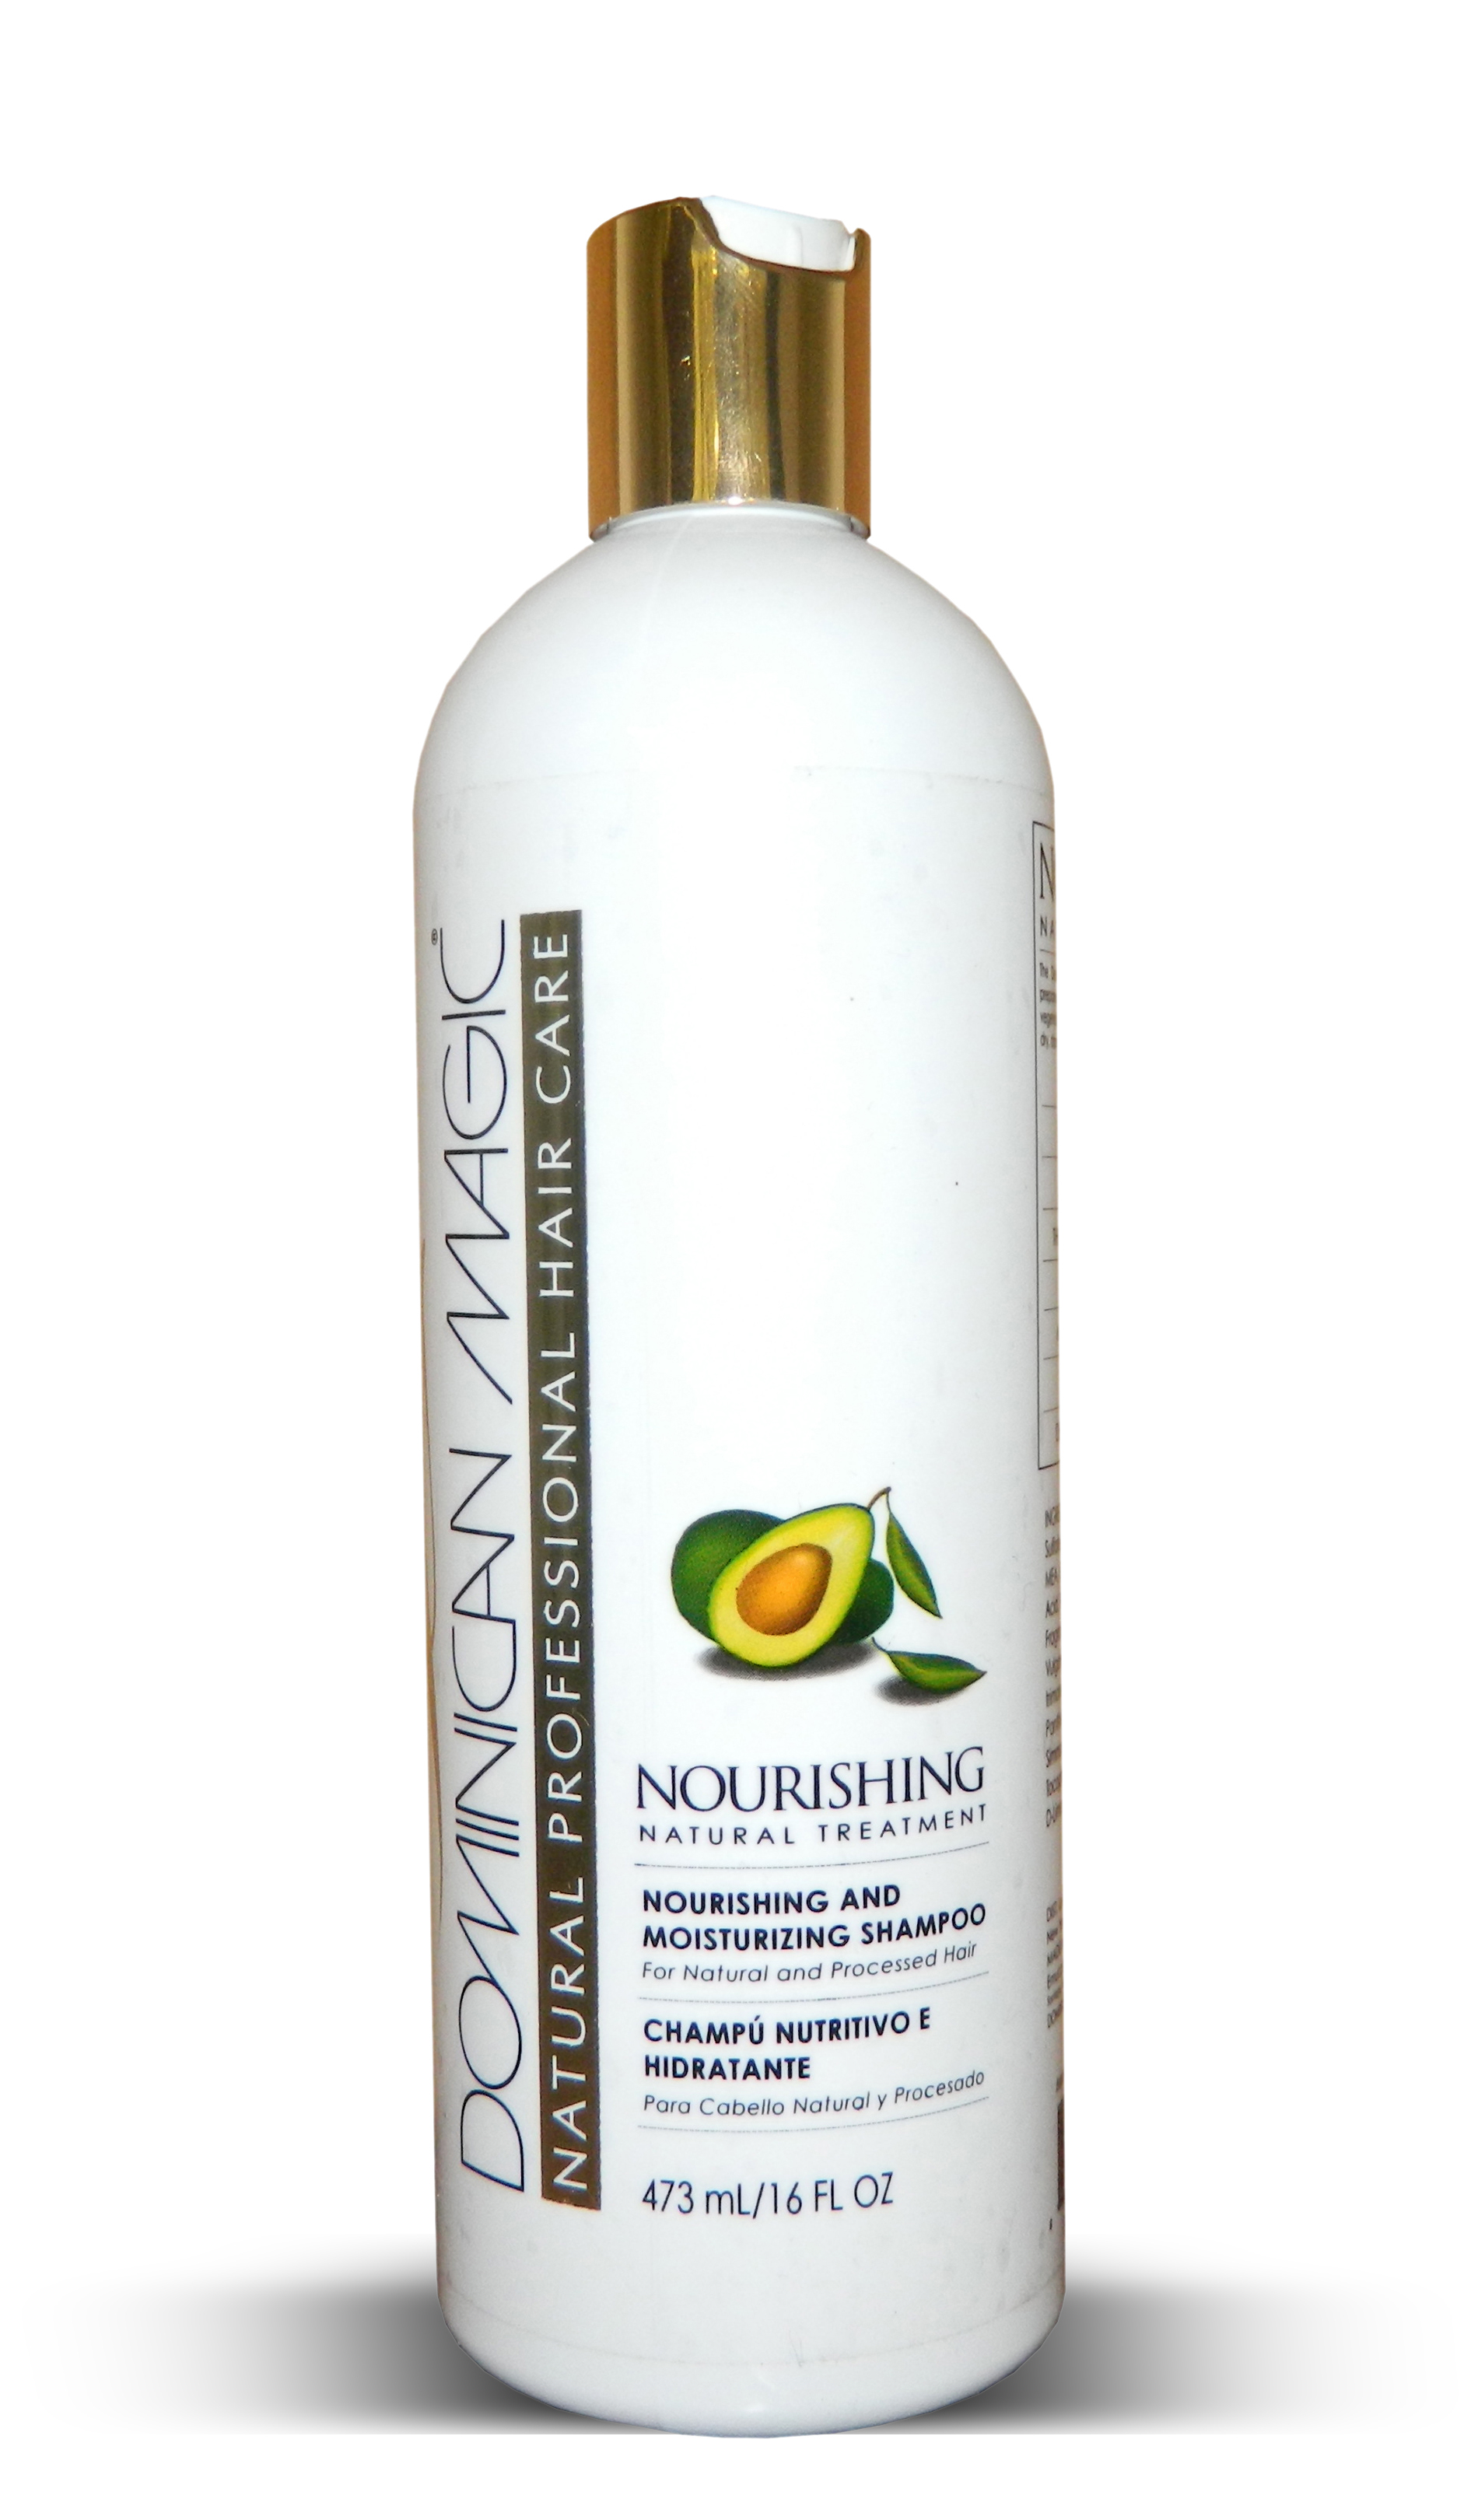 DOMINICAN MAGIC®
NATURAL PROFESSIONAL HAIR CARE
NOURISHING
NATURAL TREATMENT
NOURISHING AND
MOISTURIZING SHAMPOO
For Natural and Processed Hair
CHAMPÚ NUTRITIVO E
HIDRATANTE
Para Cabello Natural y Procesado
473 mL/16 FL OZ